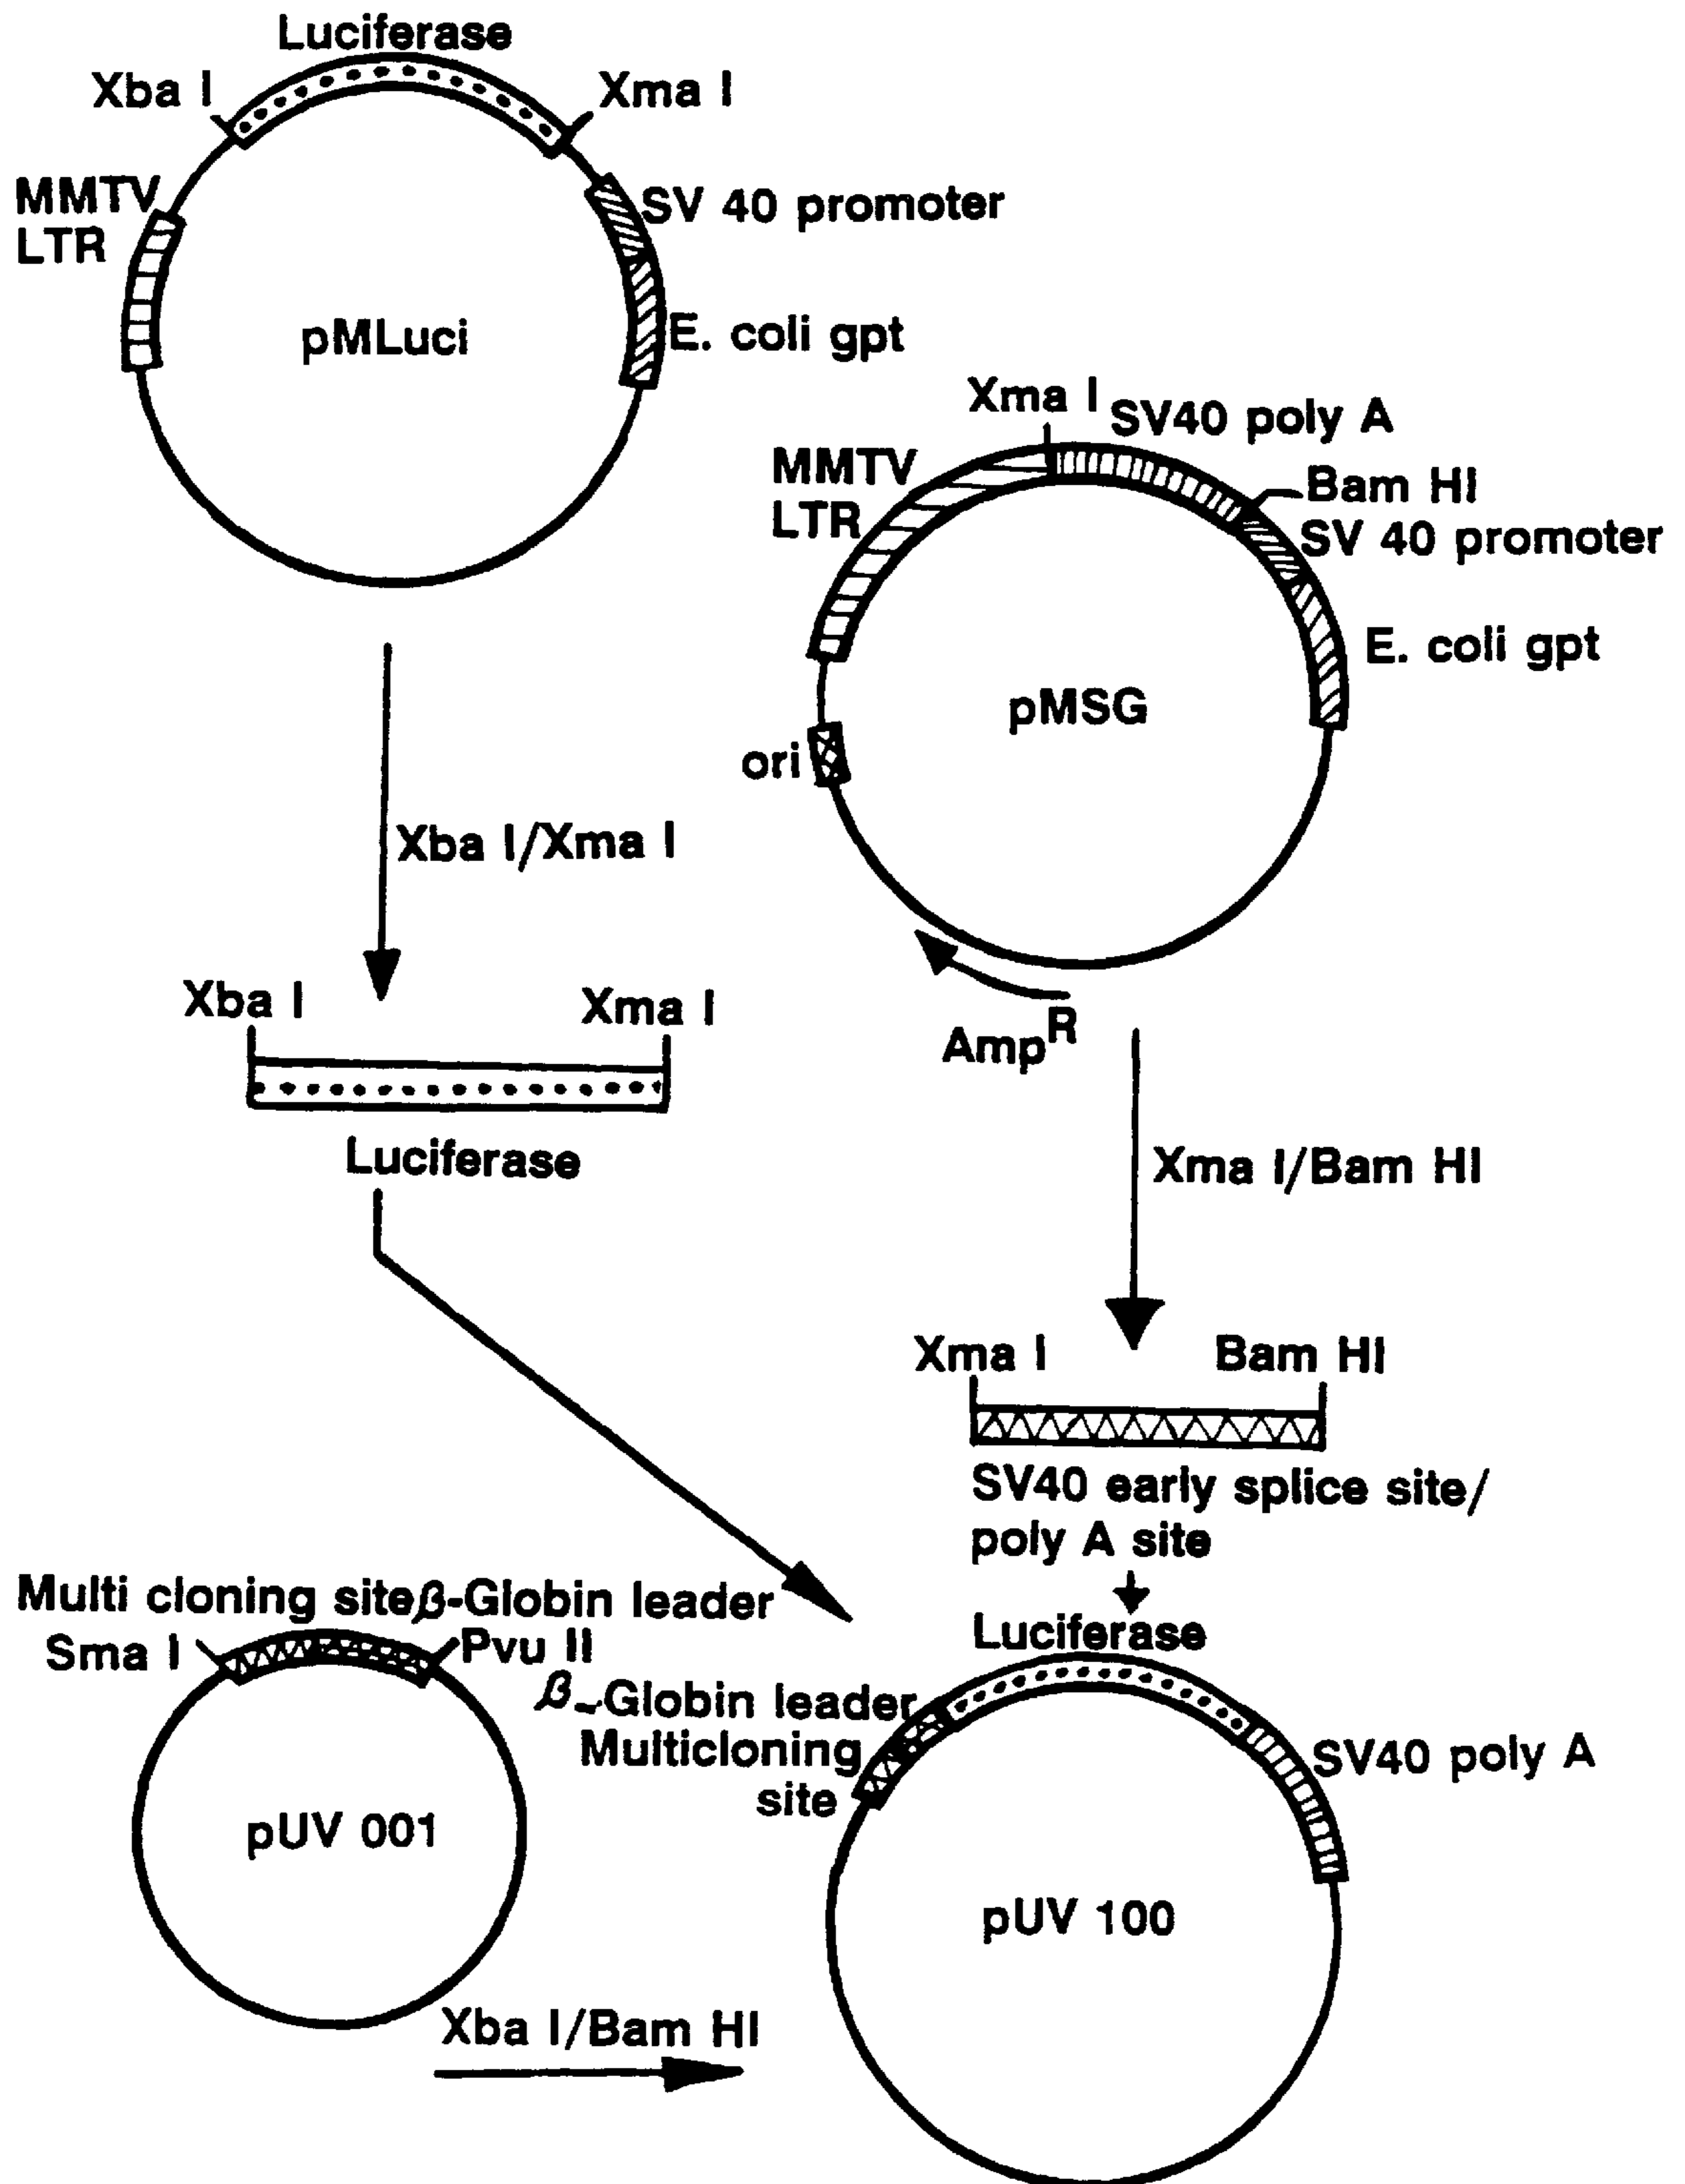 Luciferase
Xba I
Xma I
MMTV
LTR
SV 40 promoter
pMLuci
E. coli gpt
Xma I
SV40 poly A
MMTV
LTR
Bam HI
SV 40 promoter
E. coli gpt
pMSG
ori
Amp^R
Xba I/Xma I
Xba I
Xma I
Luciferase
Xma I/Bam HI
Xma I
Bam HI
SV40 early splice site/
poly A site
Multi cloning site
β-Globin leader
Sma I
Pvu II
pUV 001
Xba I/Bam HI
Luciferase
β-Globin leader
Multicloning
site
SV40 poly A
pUV 100